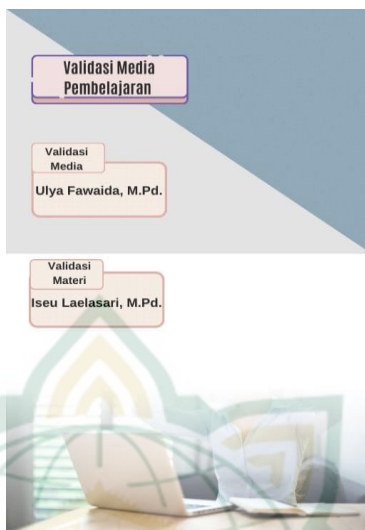 Validasi Media
Pembelajaran
Validasi
Media
Ulya Fawaida, M.Pd.
Validasi
Materi
Iseu Laelasari, M.Pd.